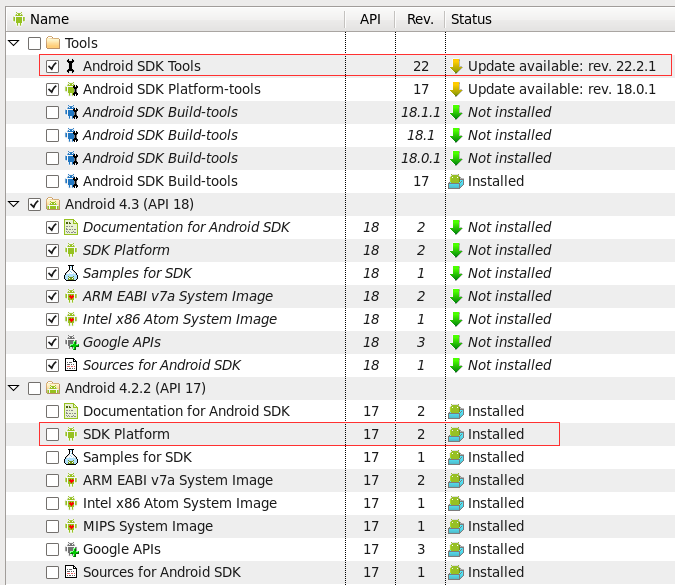 Name API Rev. Status
Tools
Android SDK Tools 22 Update available: rev. 22.2.1
Android SDK Platform-tools 17 Update available: rev. 18.0.1
Android SDK Build-tools 18.1.1 Not installed
Android SDK Build-tools 18.1 Not installed
Android SDK Build-tools 18.0.1 Not installed
Android SDK Build-tools 17 Installed
Android 4.3 (API 18)
Documentation for Android SDK 18 2 Not installed
SDK Platform 18 2 Not installed
Samples for SDK 18 1 Not installed
ARM EABI v7a System Image 18 2 Not installed
Intel x86 Atom System Image 18 1 Not installed
Google APIs 18 3 Not installed
Sources for Android SDK 18 1 Not installed
Android 4.2.2 (API 17)
Documentation for Android SDK 17 2 Installed
SDK Platform 17 2 Installed
Samples for SDK 17 1 Installed
ARM EABI v7a System Image 17 2 Installed
Intel x86 Atom System Image 17 1 Installed
MIPS System Image 17 1 Installed
Google APIs 17 3 Installed
Sources for Android SDK 17 1 Installed